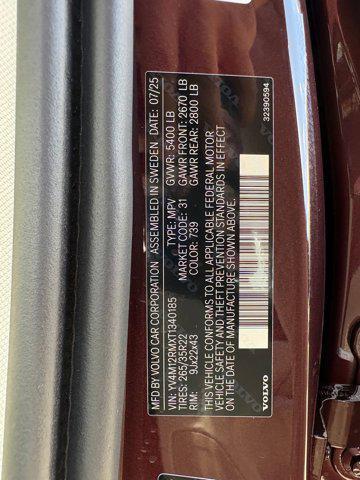 MFD BY VOLVO CAR CORPORATION ASSEMBLED IN SWEDEN DATE: 07/25
VIN: YV4M12RMXT1340185 TYPE: MPV GVWR: 5400 LB
TIRES: 265/35R22 MARKET CODE: 31 GAWR FRONT: 2670 LB
RIM: 9Jx22x43 COLOR: 739 GAWR REAR: 2800 LB
THIS VEHICLE CONFORMS TO ALL APPLICABLE FEDERAL MOTOR
VEHICLE SAFETY AND THEFT PREVENTION STANDARDS IN EFFECT
ON THE DATE OF MANUFACTURE SHOWN ABOVE.
VOLVO 32390594